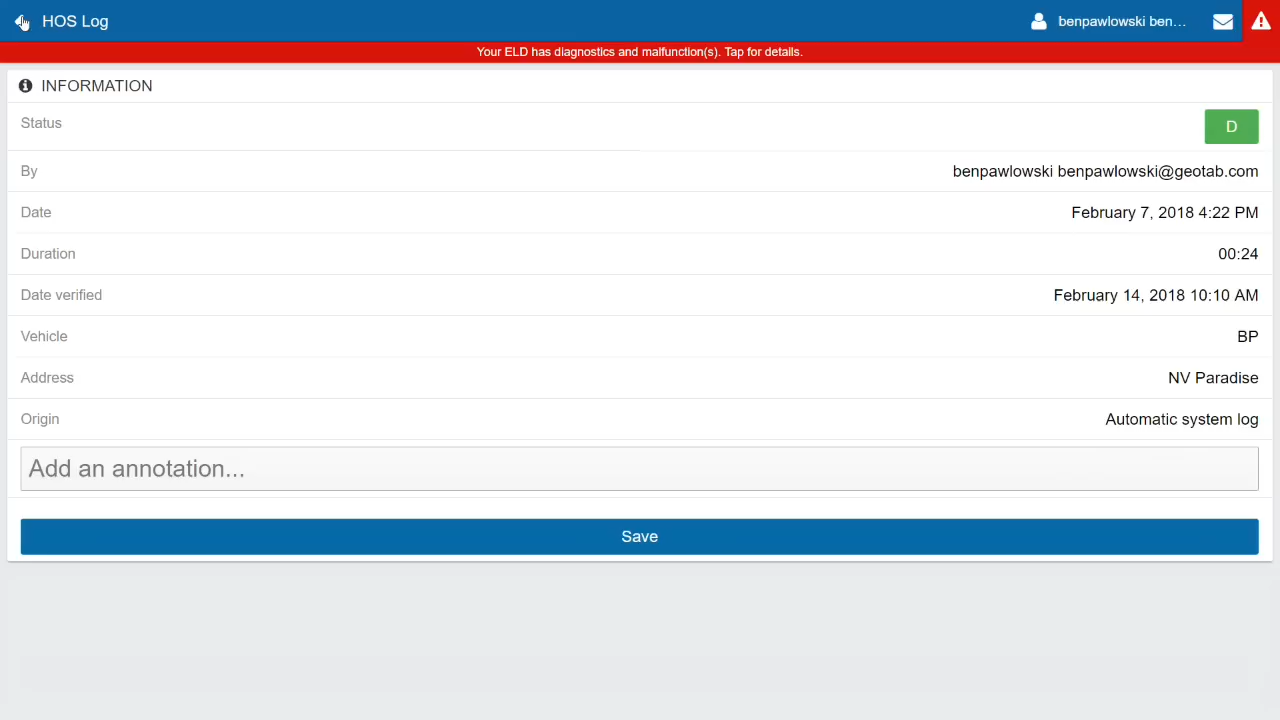 HOS Log
benpawlowski ben...
Your ELD has diagnostics and malfunction(s). Tap for details.
INFORMATION
Status
D
By
benpawlowski benpawlowski@geotab.com
Date
February 7, 2018 4:22 PM
Duration
00:24
Date verified
February 14, 2018 10:10 AM
Vehicle
BP
Address
NV Paradise
Origin
Automatic system log
Add an annotation...
Save